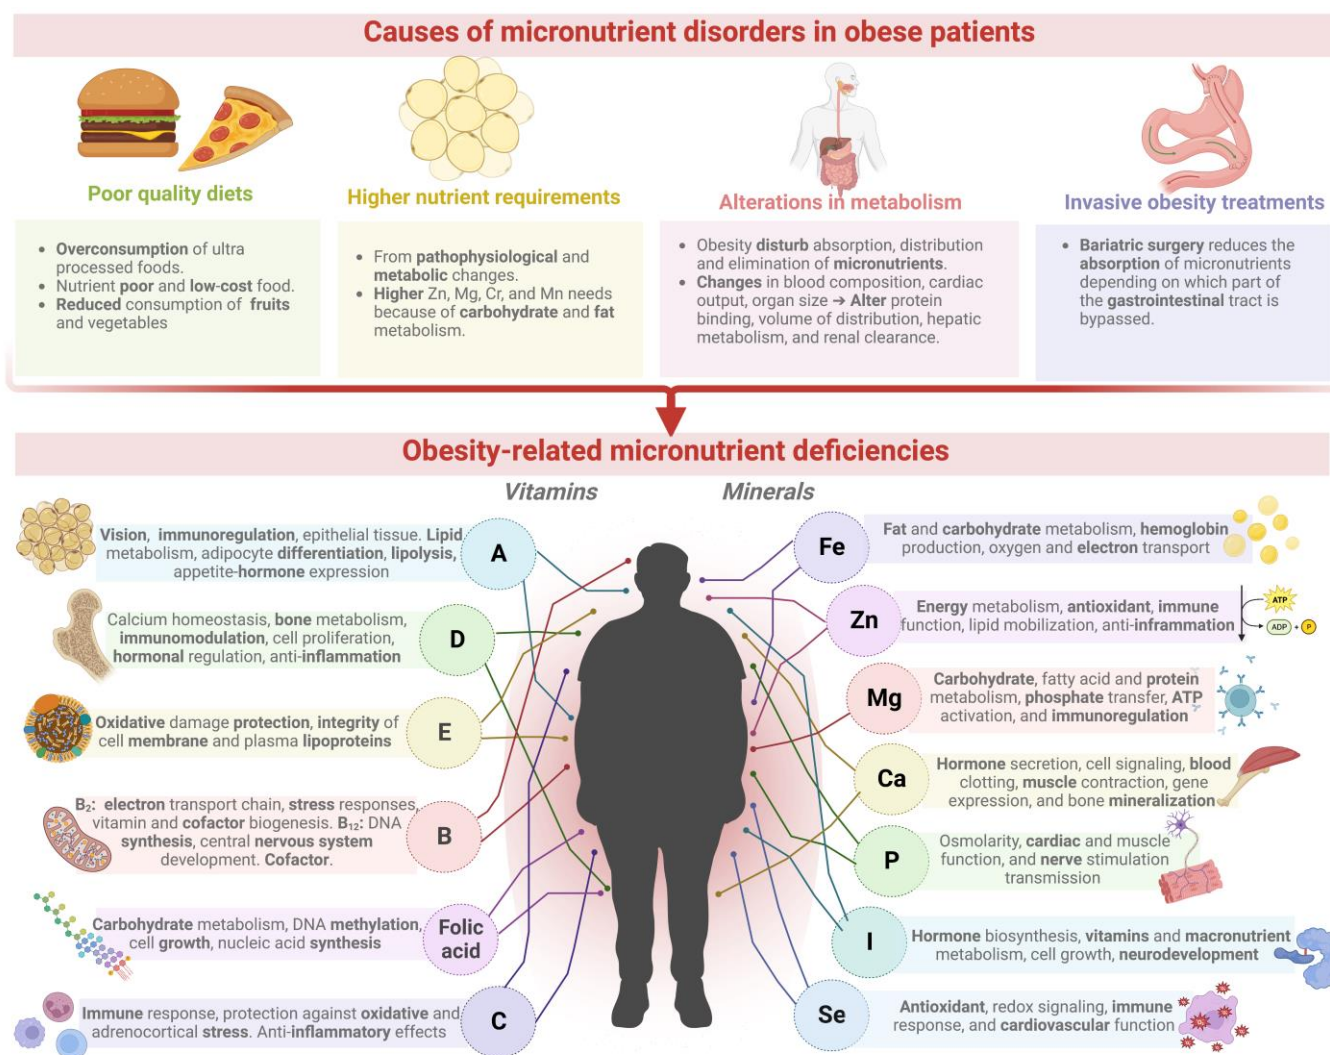 Causes of micronutrient disorders in obese patients
Poor quality diets
• Overconsumption of ultra
processed foods.
• Nutrient poor and low-cost food.
• Reduced consumption of fruits
and vegetables
Higher nutrient requirements
• From pathophysiological and
metabolic changes.
• Higher Zn, Mg, Cr, and Mn needs
because of carbohydrate and fat
metabolism.
Alterations in metabolism
• Obesity disturb absorption, distribution
and elimination of micronutrients.
• Changes in blood composition, cardiac
output, organ size → Alter protein
binding, volume of distribution, hepatic
metabolism, and renal clearance.
Invasive obesity treatments
• Bariatric surgery reduces the
absorption of micronutrients
depending on which part of
the gastrointestinal tract is
bypassed.
Obesity-related micronutrient deficiencies
Vitamins
Vision, immunoregulation, epithelial tissue. Lipid
metabolism, adipocyte differentiation, lipolysis,
appetite-hormone expression
A
Calcium homeostasis, bone metabolism,
immunomodulation, cell proliferation,
hormonal regulation, anti-inflammation
D
Oxidative damage protection, integrity of
cell membrane and plasma lipoproteins
E
B₂: electron transport chain, stress responses,
vitamin and cofactor biogenesis. B₁₂: DNA
synthesis, central nervous system
development. Cofactor.
B
Carbohydrate metabolism, DNA methylation,
cell growth, nucleic acid synthesis
Folic
acid
Immune response, protection against oxidative and
adrenocortical stress. Anti-inflammatory effects
C
Minerals
Fe
Fat and carbohydrate metabolism, hemoglobin
production, oxygen and electron transport
Zn
Energy metabolism, antioxidant, immune
function, lipid mobilization, anti-inframmation
ATP
ADP + P
Mg
Carbohydrate, fatty acid and protein
metabolism, phosphate transfer, ATP
activation, and immunoregulation
Ca
Hormone secretion, cell signaling, blood
clotting, muscle contraction, gene
expression, and bone mineralization
P
Osmolarity, cardiac and muscle
function, and nerve stimulation
transmission
I
Hormone biosynthesis, vitamins and macronutrient
metabolism, cell growth, neurodevelopment
Se
Antioxidant, redox signaling, immune
response, and cardiovascular function